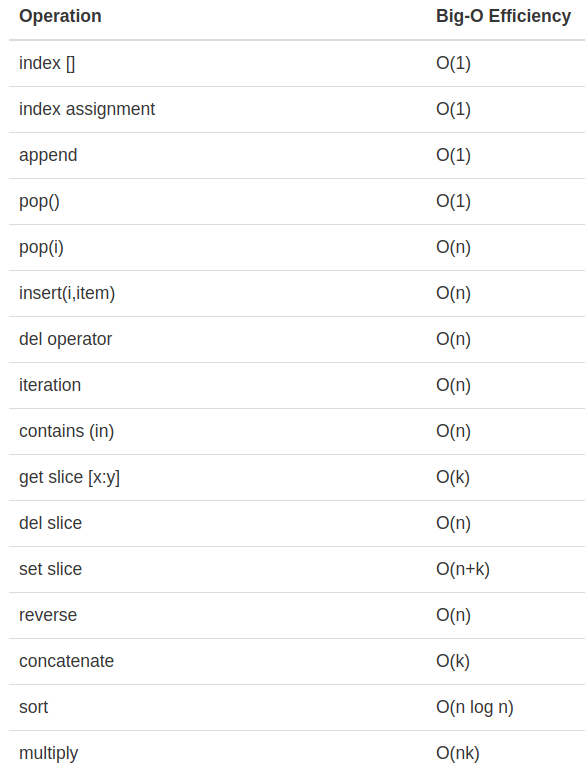 Operation Big-O Efficiency
index [] O(1)
index assignment O(1)
append O(1)
pop() O(1)
pop(i) O(n)
insert(i,item) O(n)
del operator O(n)
iteration O(n)
contains (in) O(n)
get slice [x:y] O(k)
del slice O(n)
set slice O(n+k)
reverse O(n)
concatenate O(k)
sort O(n log n)
multiply O(nk)